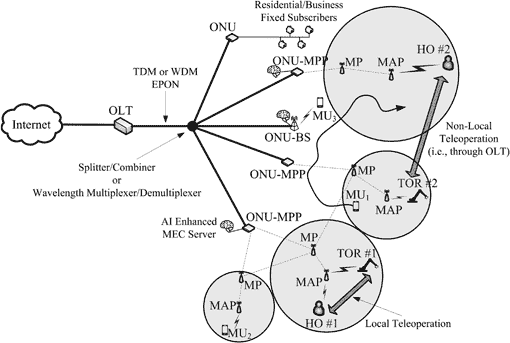 Residential/Business
Fixed Subscribers
ONU
ONU-MPP
MP
MAP
HO #2
TDM or WDM
EPON
OLT
Internet
MU3
ONU-BS
Non-Local
Teleoperation
(i.e., through OLT)
Splitter/Combiner
or
Wavelength Multiplexer/Demultiplexer
ONU-MPP
MP
TOR #2
MU1
MAP
AI Enhanced
MEC Server
ONU-MPP
MP
TOR #1
MP
MAP
MAP
HO #1
MU2
Local Teleoperation